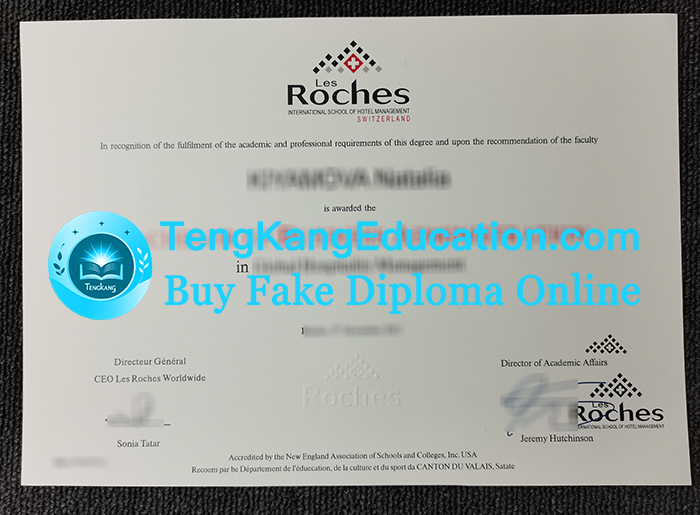 Les
Roches
INTERNATIONAL SCHOOL OF HOTEL MANAGEMENT
SWITZERLAND
In recognition of the fulfilment of the academic and professional requirements of this degree and upon the recommendation of the faculty
is awarded the
TengKangEducation.com
in
TENGKANG
Buy Fake Diploma Online
Directeur Général
CEO Les Roches Worldwide
Sonia Tatar
Roches
Director of Academic Affairs
Les
Roches
INTERNATIONAL SCHOOL OF HOTEL MANAGEMENT
Jeremy Hutchinson
Accredited by the New England Association of Schools and Colleges, Inc. USA
Recoem par be Département de l'éducation, de la culture et du sport da CANTON DU VALAIS, Satate